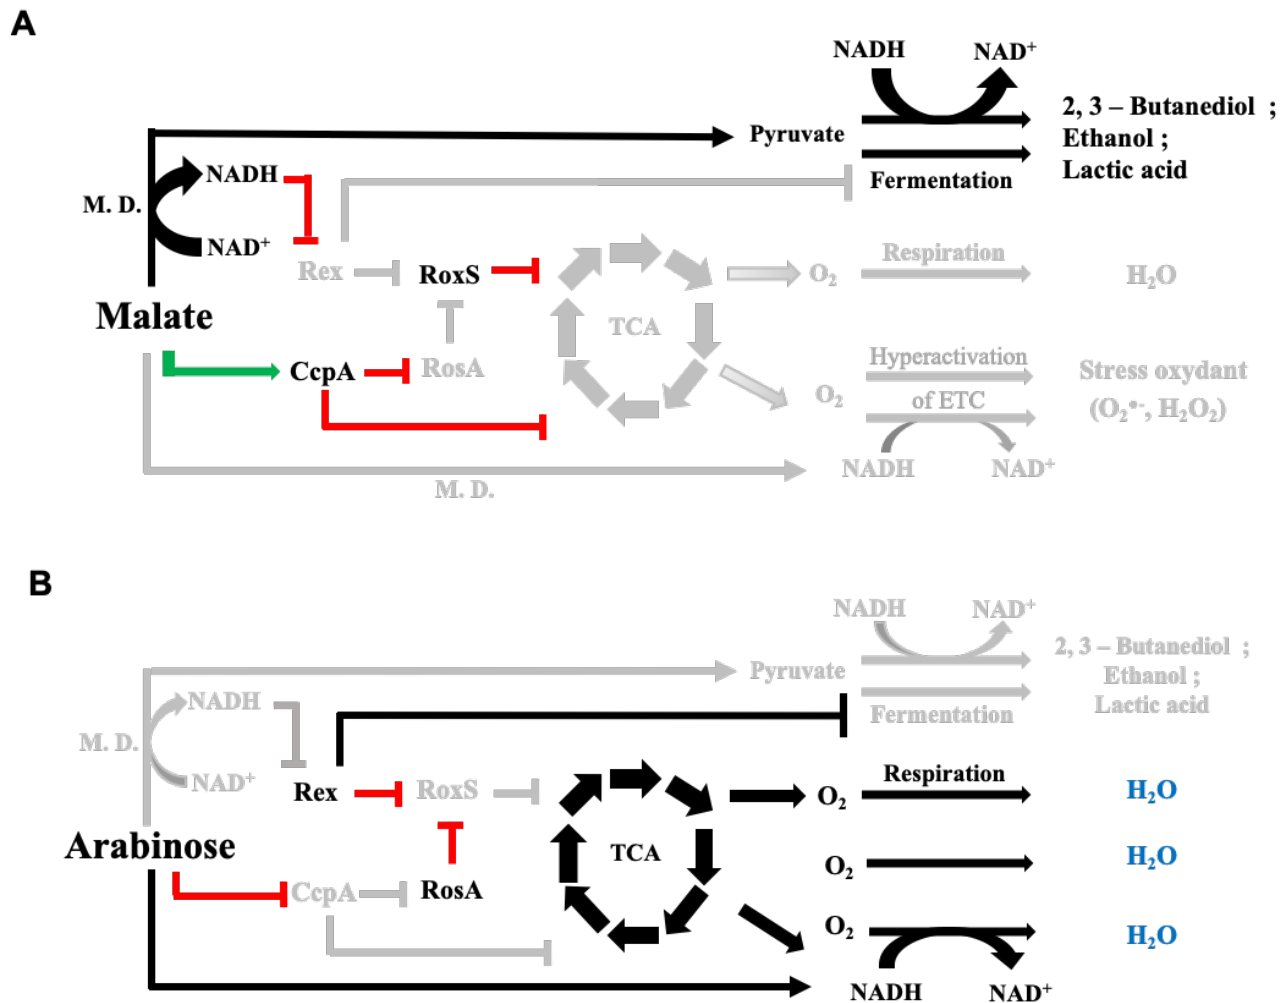 A
NADH
NAD⁺
2, 3 – Butanediol ;
Ethanol ;
Lactic acid
Pyruvate
Fermentation
NADH
M. D.
NAD⁺
Rex
RoxS
Respiration
O₂
H₂O
Malate
TCA
CcpA
RosA
Hyperactivation
of ETC
O₂
Stress oxydant
(O₂•-, H₂O₂)
NADH
NAD⁺
M. D.
B
NADH
NAD⁺
2, 3 – Butanediol ;
Ethanol ;
Lactic acid
Pyruvate
Fermentation
NADH
M. D.
NAD⁺
Rex
RoxS
Respiration
O₂
H₂O
Arabinose
TCA
O₂
H₂O
CcpA
RosA
O₂
H₂O
NADH
NAD⁺